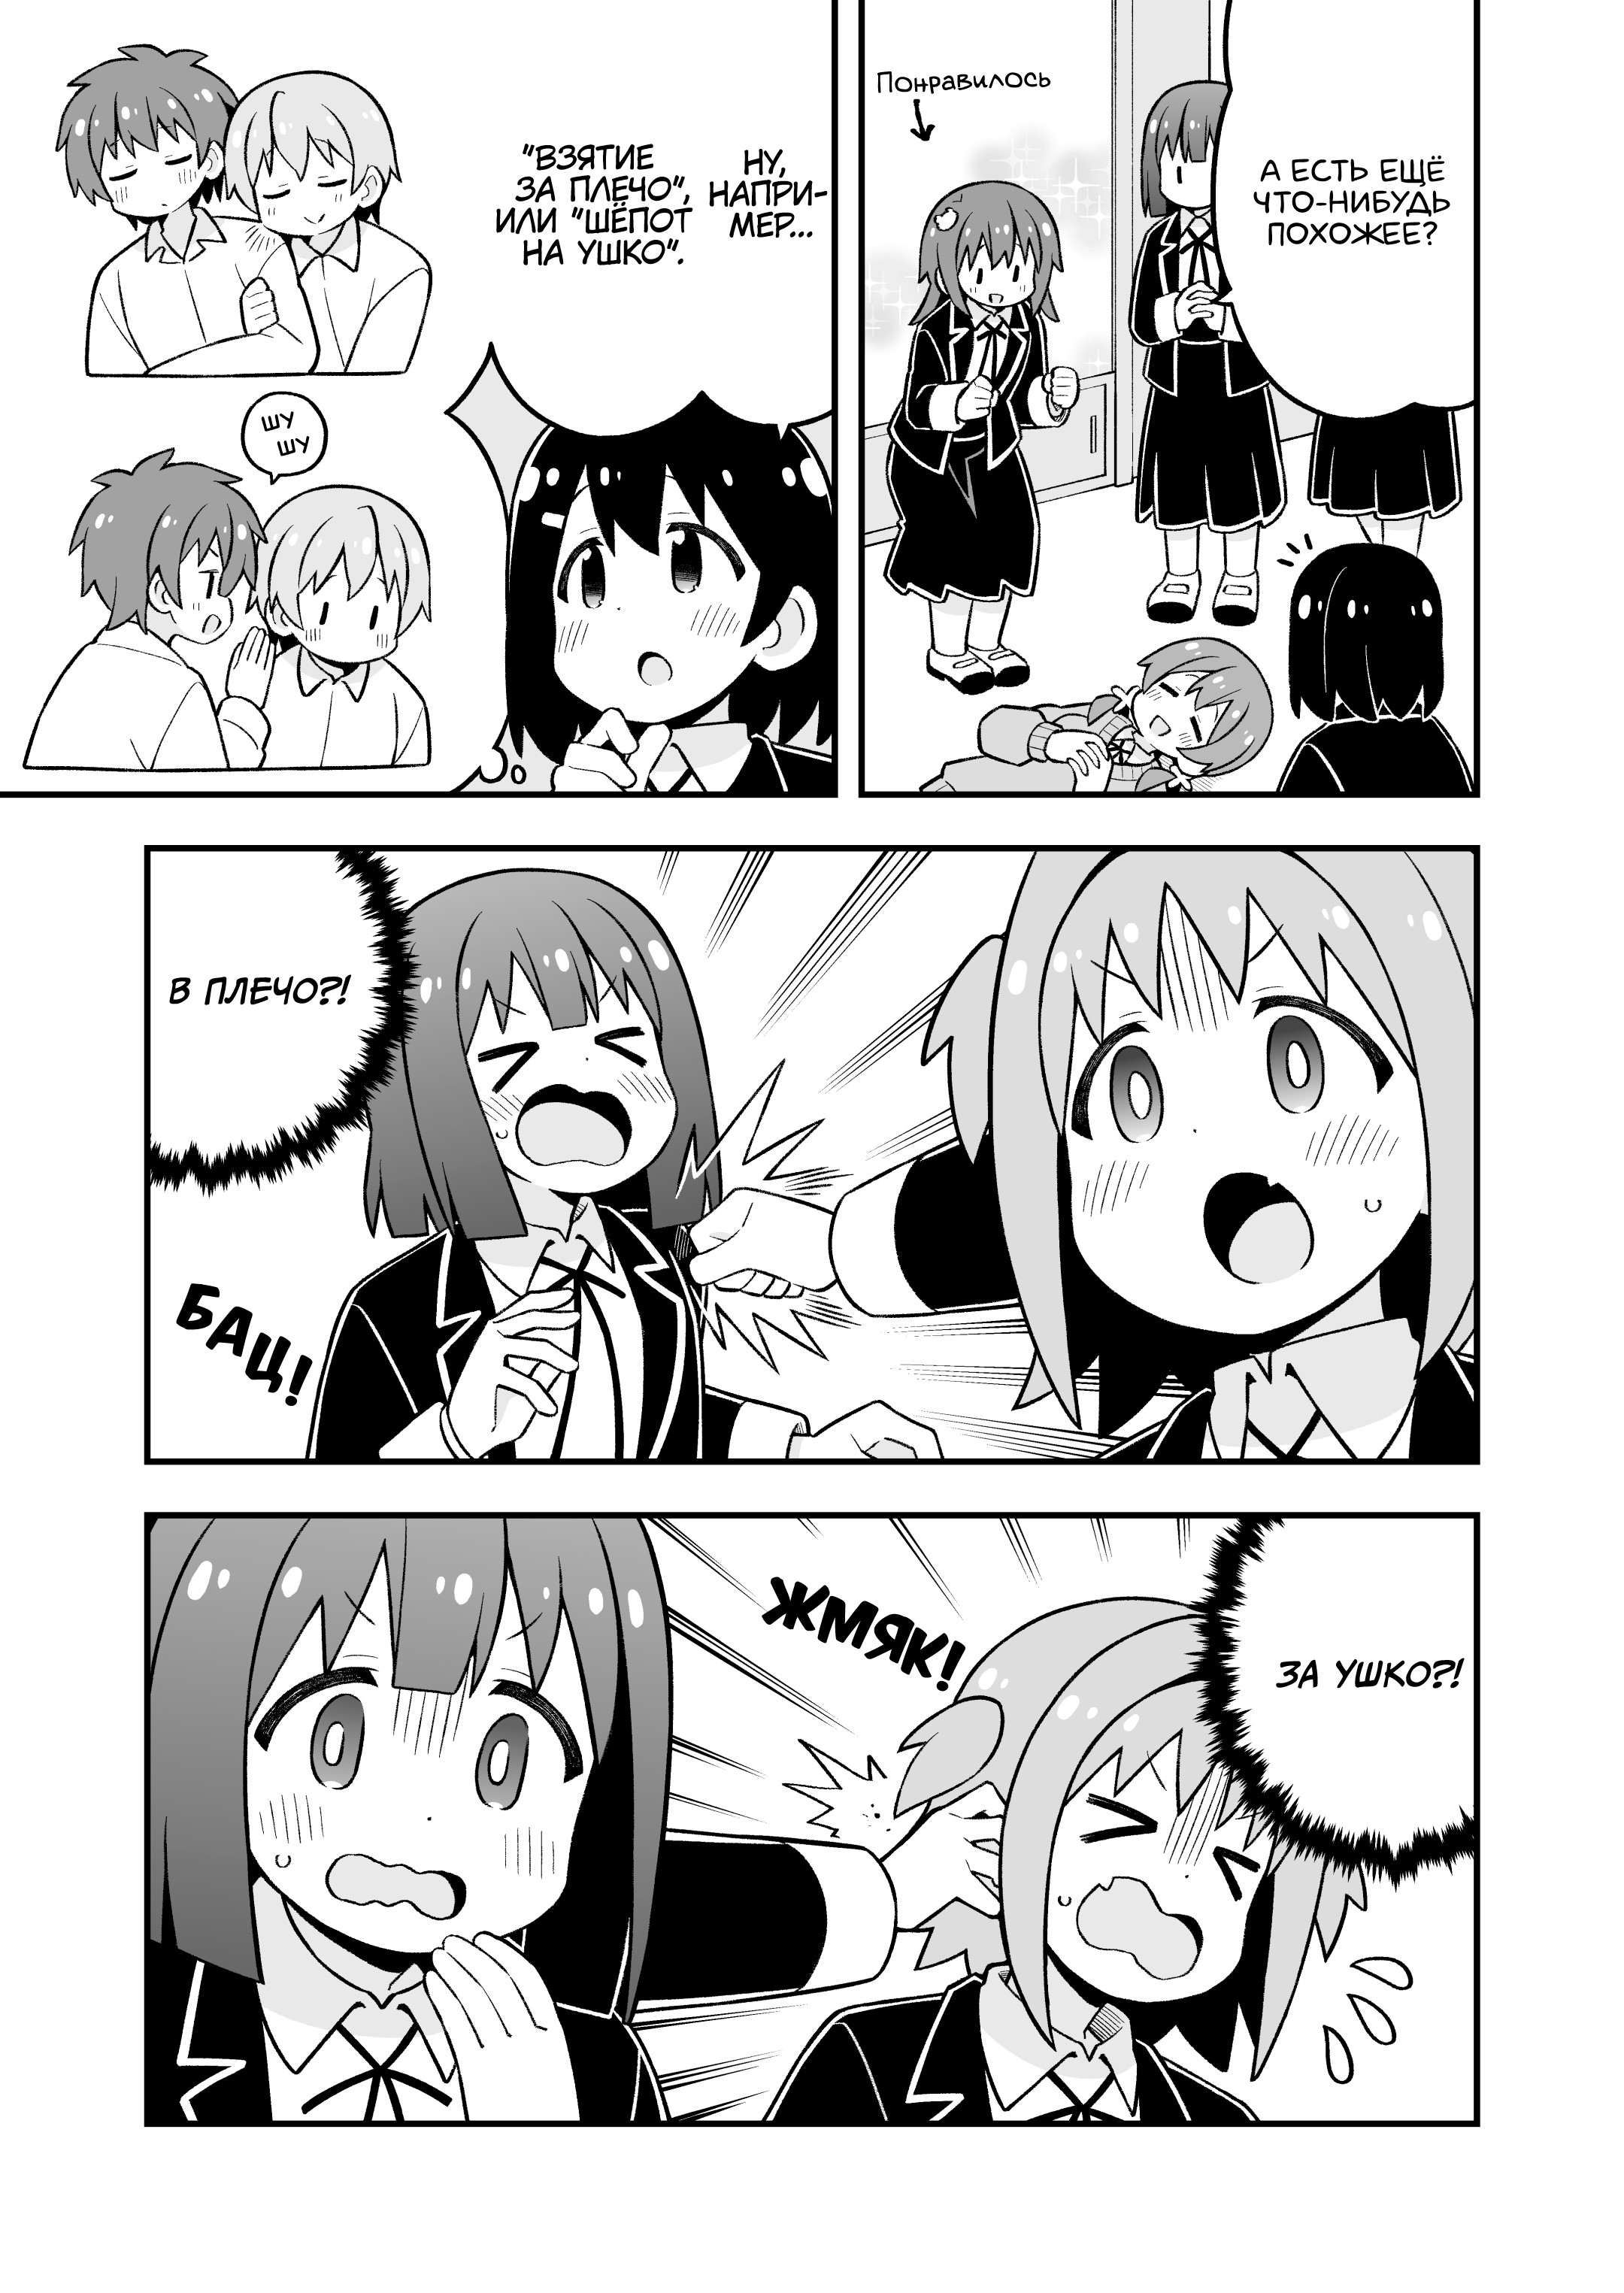 А ЕСТЬ ЕЩЁ
ЧТО-НИБУДЬ
ПОХОЖЕЕ?
Понравилось
НУ,
НАПРИ-
МЕР...
"ВЗЯТИЕ
ЗА ПЛЕЧО",
ИЛИ "ШЁПОТ
НА УШКО".
ШУ
ШУ
В ПЛЕЧО?!
БАЦ!
ЗА УШКО?!
ЖМЯК!